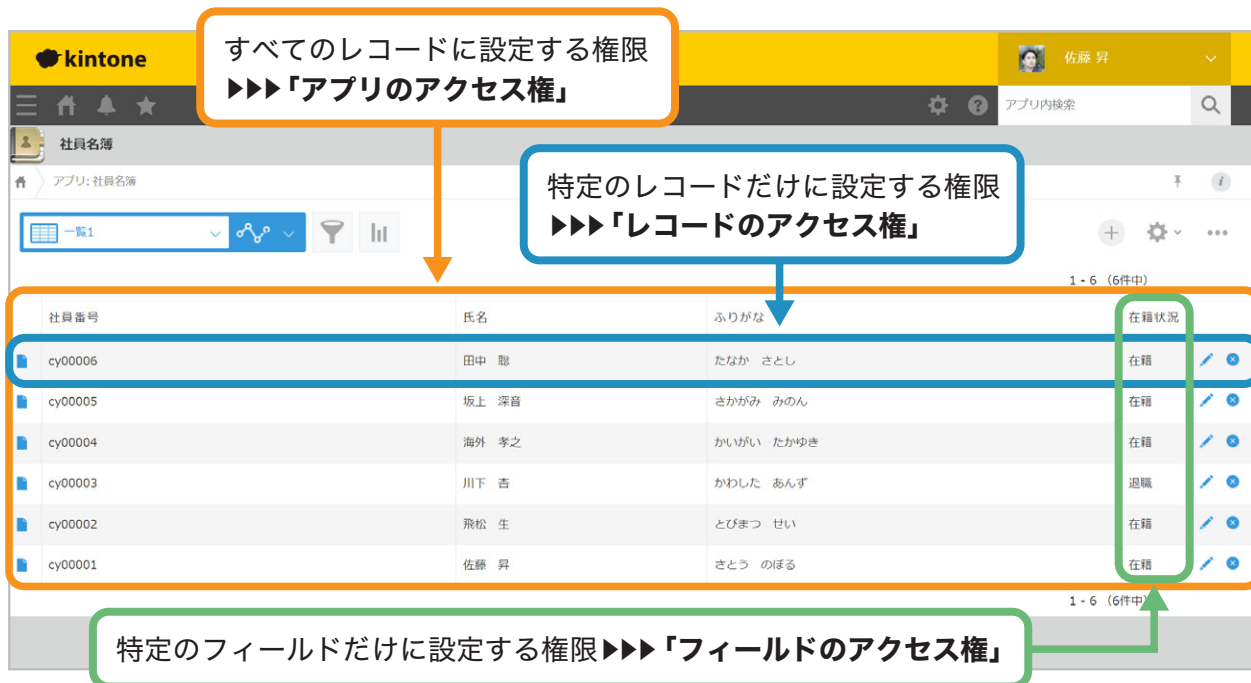 すべてのレコードに設定する権限
▶▶▶「アプリのアクセス権」
kintone
佐藤 昇
アプリ内検索
社員名簿
アプリ: 社員名簿
特定のレコードだけに設定する権限
▶▶▶「レコードのアクセス権」
一覧1
1 - 6 (6件中)
社員番号 氏名 ふりがな 在籍状況
cy00006 田中 聡 たなか さとし 在籍
cy00005 坂上 深音 さかがみ みのん 在籍
cy00004 海外 孝之 かいがい たかゆき 在籍
cy00003 川下 杏 かわした あんず 退職
cy00002 飛松 生 とびまつ せい 在籍
cy00001 佐藤 昇 さとう のぼる 在籍
1 - 6 (6件中)
特定のフィールドだけに設定する権限▶▶▶「フィールドのアクセス権」